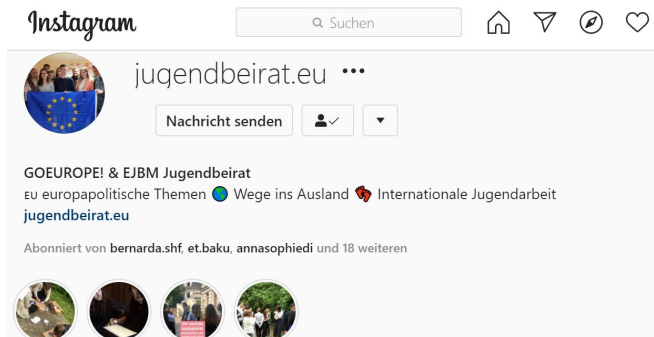 Instagram
Suchen
jugendbeirat.eu
Nachricht senden
GOEUROPE! & EJBM Jugendbeirat
EU europapolitische Themen 🌍 Wege ins Ausland 👣 Internationale Jugendarbeit
jugendbeirat.eu
Abonniert von bernarda.shf, et.baku, annasophiedi und 18 weiteren